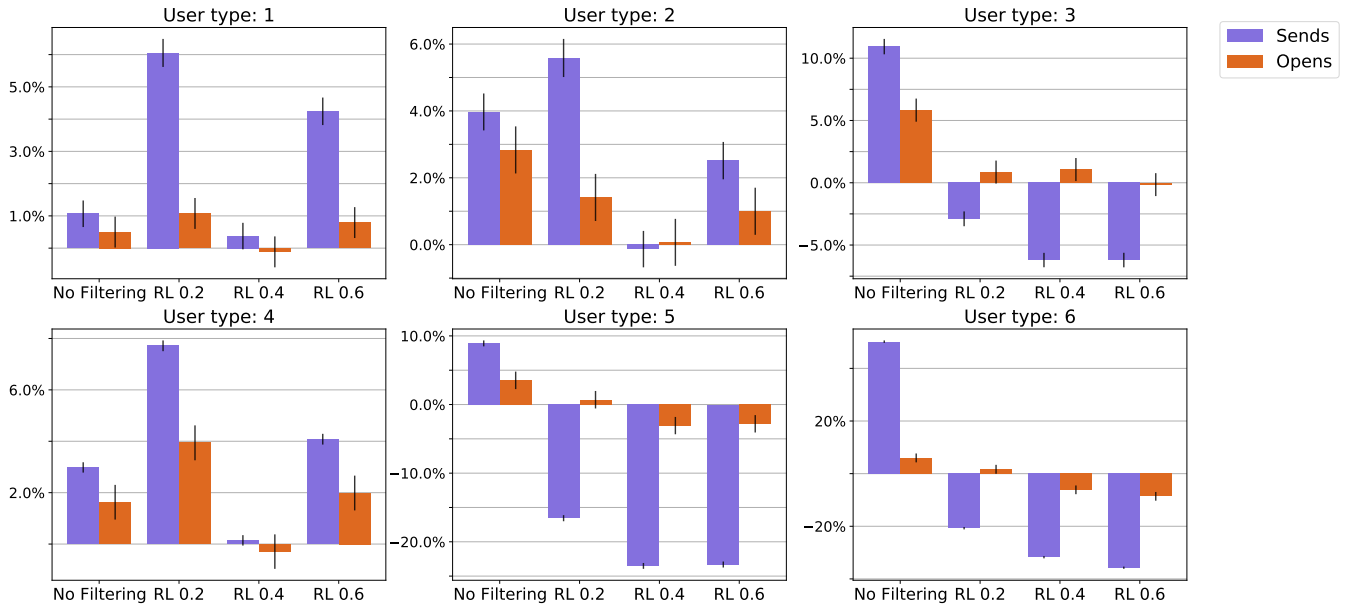 User type: 1
User type: 2
User type: 3
Sends
Opens
5.0%
3.0%
1.0%
No Filtering RL 0.2 RL 0.4 RL 0.6
6.0%
4.0%
2.0%
0.0%
No Filtering RL 0.2 RL 0.4 RL 0.6
10.0%
5.0%
0.0%
−5.0%
No Filtering RL 0.2 RL 0.4 RL 0.6
User type: 4
User type: 5
User type: 6
6.0%
2.0%
No Filtering RL 0.2 RL 0.4 RL 0.6
10.0%
0.0%
−10.0%
−20.0%
No Filtering RL 0.2 RL 0.4 RL 0.6
20%
−20%
No Filtering RL 0.2 RL 0.4 RL 0.6